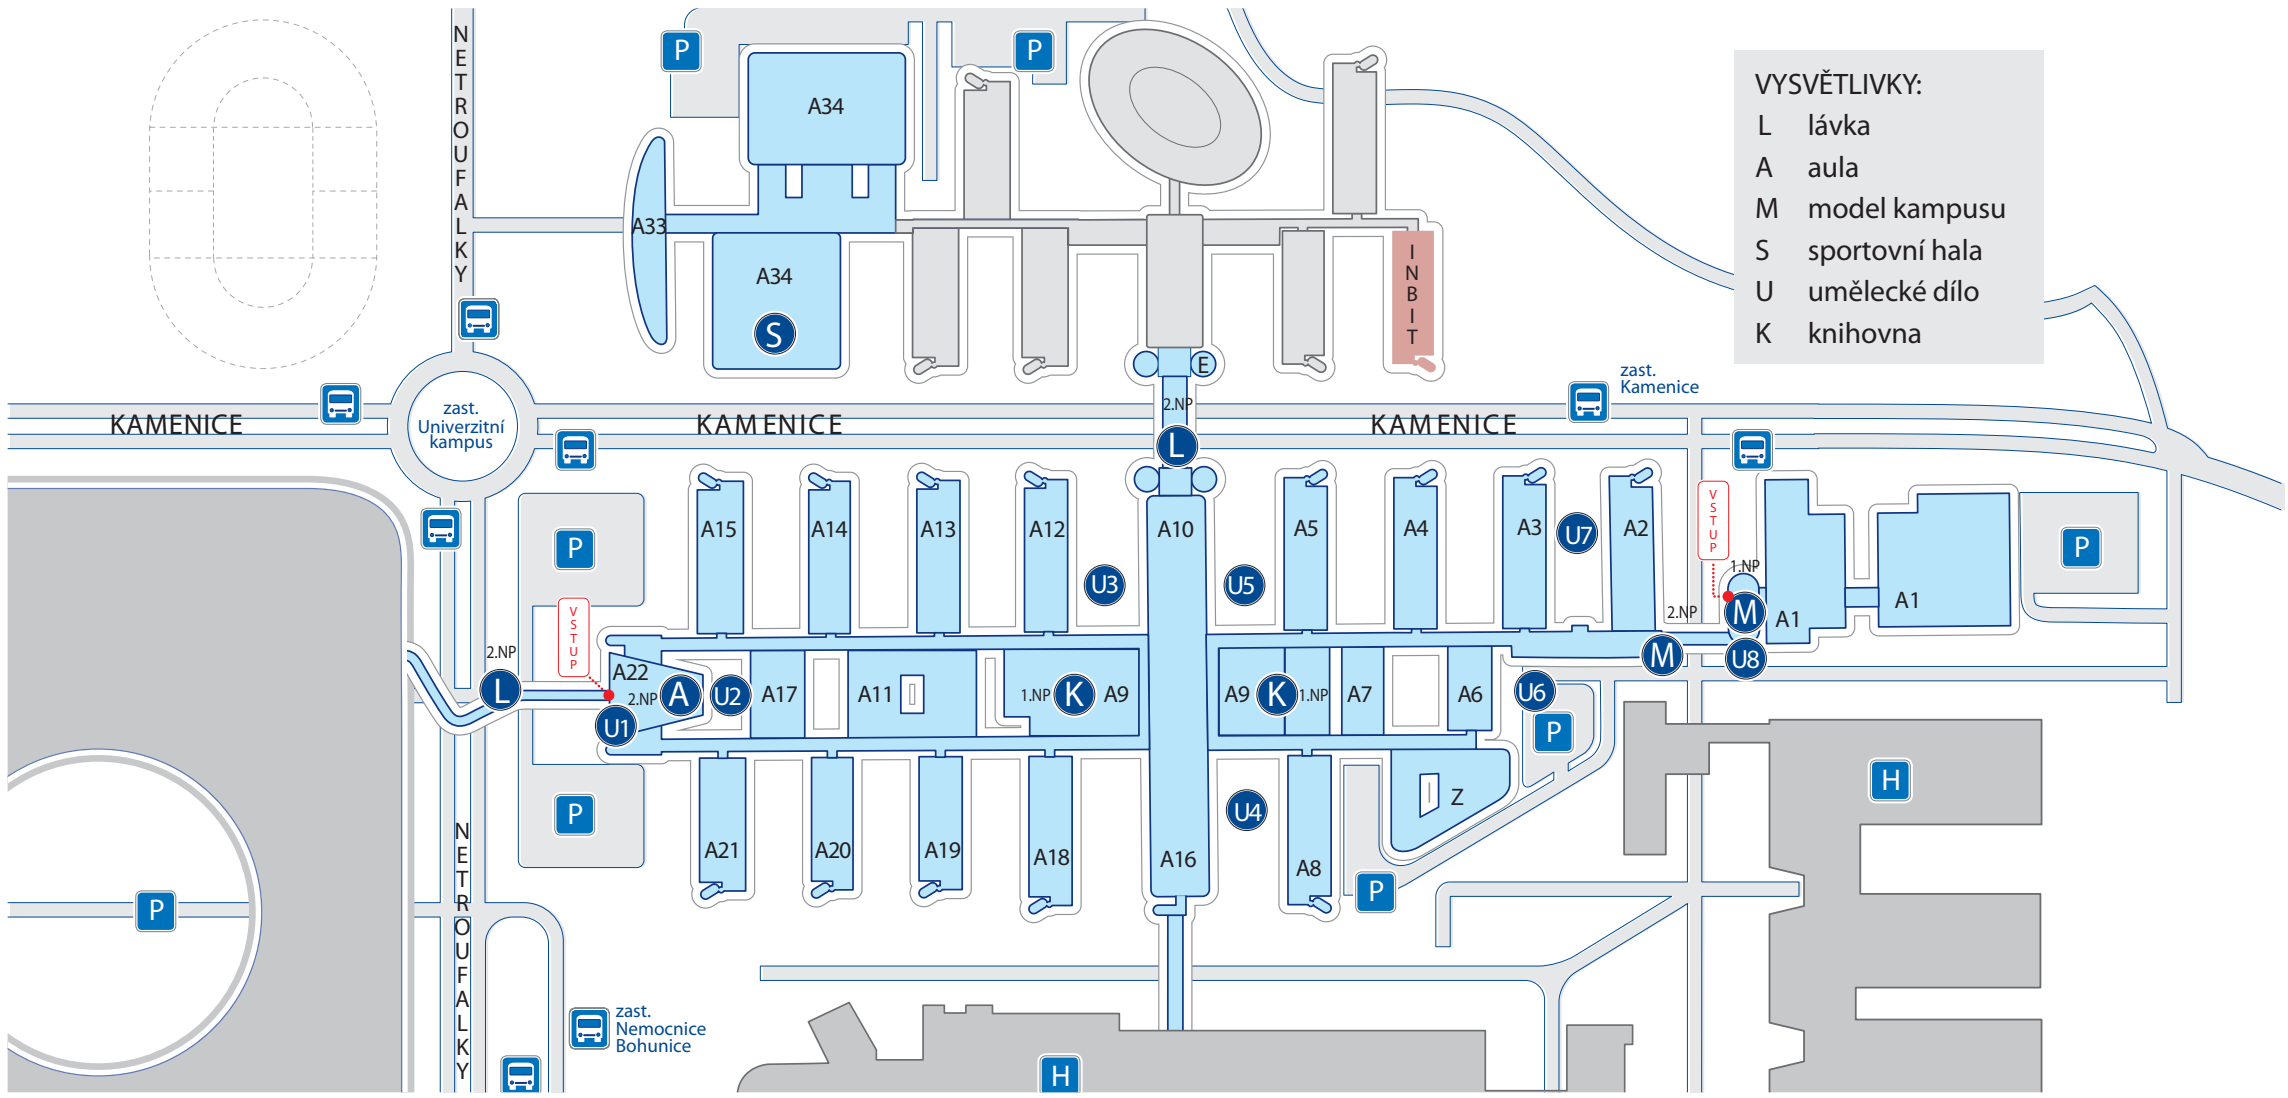 NETROUFALKY
P
P
A34
A33
A34
S
INBIT
E
VYSVĚTLIVKY:
L lávka
A aula
M model kampusu
S sportovní hala
U umělecké dílo
K knihovna
zast.
Kamenice
KAMENICE
zast.
Univerzitní
kampus
KAMENICE
2.NP
L
KAMENICE
A15
A14
A13
A12
A10
A5
A4
A3
U7
A2
VSTUP
P
P
U3
U5
1.NP
M
A1
A1
VSTUP
2.NP
2.NP
L
A22
2.NP
A
U1
U2
A17
A11
1.NP
K
A9
A9
K
1.NP
A7
A6
U6
M
U8
P
P
H
Z
U4
A21
A20
A19
A18
A16
A8
P
P
NETROUFALKY
zast.
Nemocnice
Bohunice
H